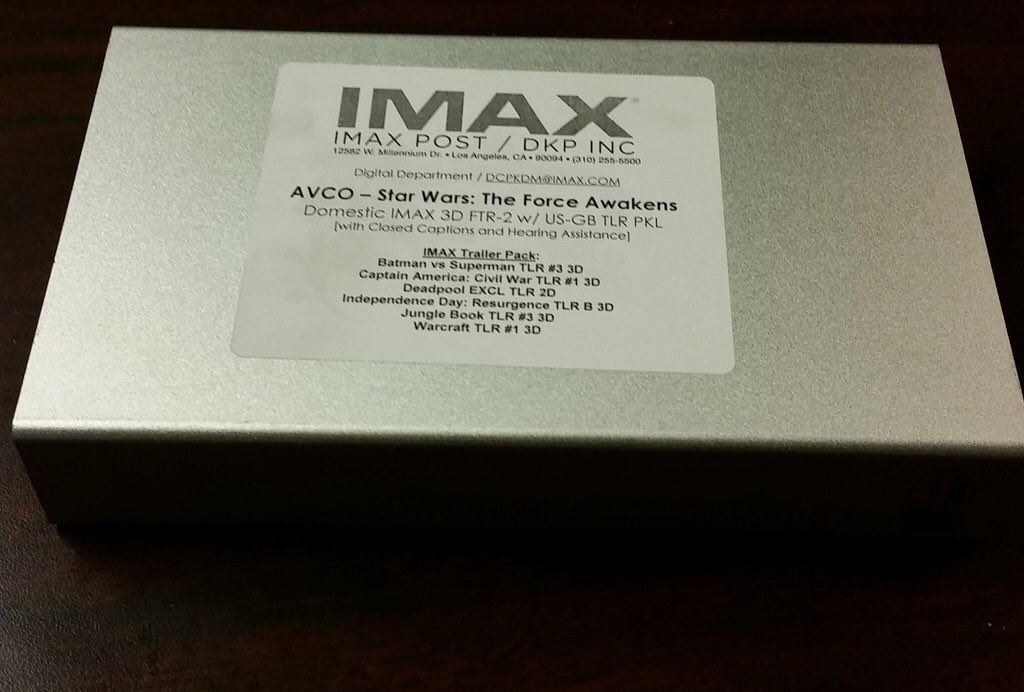 IMAX®
IMAX POST / DKP INC
12582 W. Millennium Dr. • Los Angeles, CA • 90094 • (310) 255-5500
Digital Department / DCPKDM@IMAX.COM
AVCO – Star Wars: The Force Awakens
Domestic IMAX 3D FTR-2 w/ US-GB TLR PKL
[with Closed Captions and Hearing Assistance]
IMAX Trailer Pack:
Batman vs Superman TLR #3 3D
Captain America: Civil War TLR #1 3D
Deadpool EXCL TLR 2D
Independence Day: Resurgence TLR B 3D
Jungle Book TLR #3 3D
Warcraft TLR #1 3D